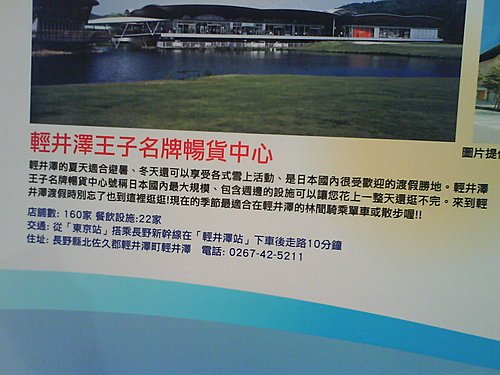 輕井澤王子名牌暢貨中心
輕井澤的夏天適合避暑、冬天還可以享受各式雪上活動、是日本國內很受歡迎的渡假勝地。輕井澤
王子名牌暢貨中心號稱日本國內最大規模、包含週邊的設施可以讓您花上一整天還逛不完。來到輕
井澤渡假時別忘了也到這裡逛逛!現在的季節最適合在輕井澤的林間騎乘單車或散步喔!!
店舖數: 160家 餐飲設施:22家
交通: 從「東京站」搭乘長野新幹線在「輕井澤站」下車後走路10分鐘
住址: 長野縣北佐久郡輕井澤町輕井澤 電話: 0267-42-5211
圖片提